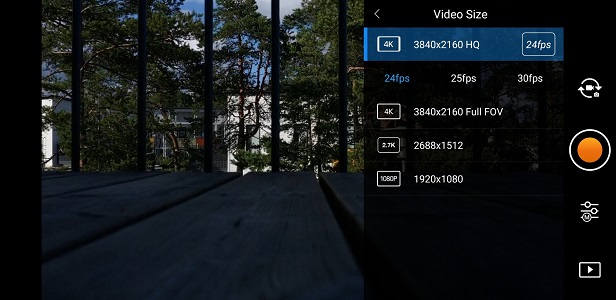 Video Size
4K 3840x2160 HQ 24fps
24fps 25fps 30fps
4K 3840x2160 Full FOV
2.7K 2688x1512
1080P 1920x1080
M